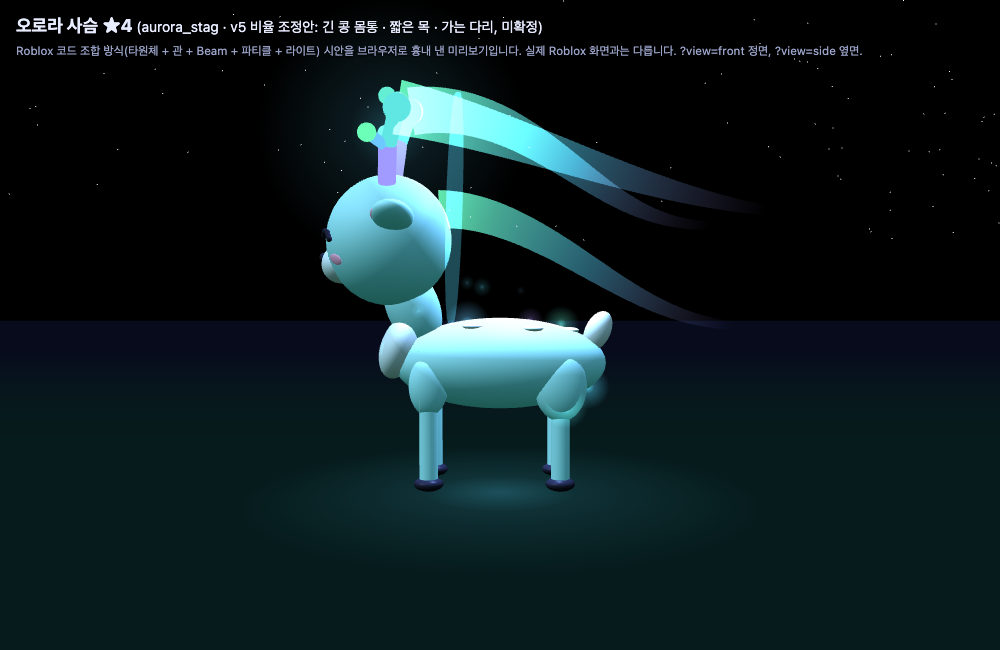 오로라 사슴 ★4 (aurora_stag · v5 비율 조정안: 긴 콩 몸통 · 짧은 목 · 가는 다리, 미확정)
Roblox 코드 조합 방식(타원체 + 관 + Beam + 파티클 + 라이트) 시안을 브라우저로 흉내 낸 미리보기입니다. 실제 Roblox 화면과는 다릅니다. ?view=front 정면, ?view=side 옆면.